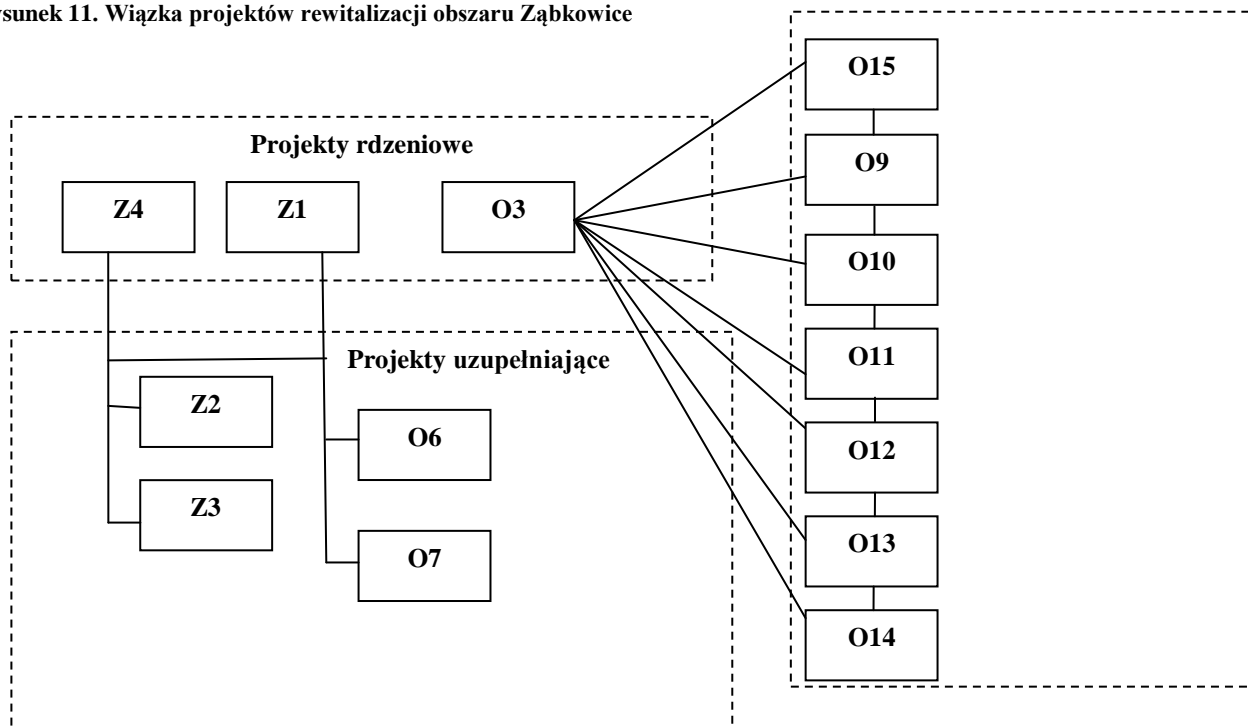 ysunek 11. Wiązka projektów rewitalizacji obszaru Ząbkowice
Projekty rdzeniowe
Z4
Z1
O3
Projekty uzupełniające
Z2
Z3
O6
O7
O15
O9
O10
O11
O12
O13
O14